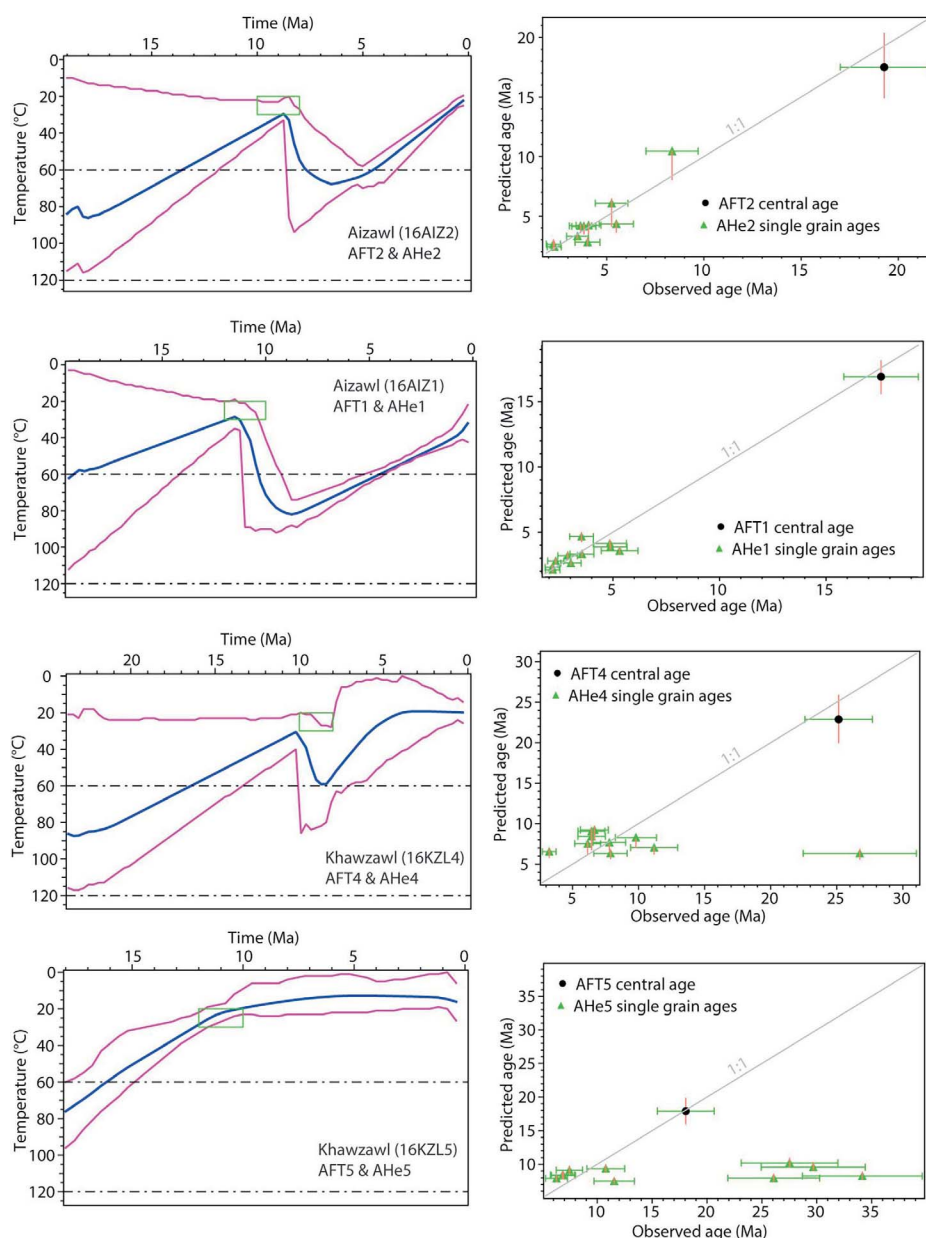 Time (Ma)
15 10 5 0
0
20
40
60
80
100
120
Temperature (°C)
Aizawl (16AIZ2)
AFT2 & AHe2
20
15
10
5
Predicted age (Ma)
1:1
AFT2 central age
AHe2 single grain ages
5 10 15 20
Observed age (Ma)
Time (Ma)
15 10 5 0
0
20
40
60
80
100
120
Temperature (°C)
Aizawl (16AIZ1)
AFT1 & AHe1
15
10
5
Predicted age (Ma)
1:1
AFT1 central age
AHe1 single grain ages
5 10 15
Observed age (Ma)
Time (Ma)
20 15 10 5 0
0
20
40
60
80
100
120
Temperature (°C)
Khawzawl (16KZL4)
AFT4 & AHe4
30
25
20
15
10
5
Predicted age (Ma)
AFT4 central age
AHe4 single grain ages
1:1
5 10 15 20 25 30
Observed age (Ma)
Time (Ma)
15 10 5 0
0
20
40
60
80
100
120
Temperature (°C)
Khawzawl (16KZL5)
AFT5 & AHe5
35
30
25
20
15
10
Predicted age (Ma)
AFT5 central age
AHe5 single grain ages
1:1
10 15 20 25 30 35
Observed age (Ma)